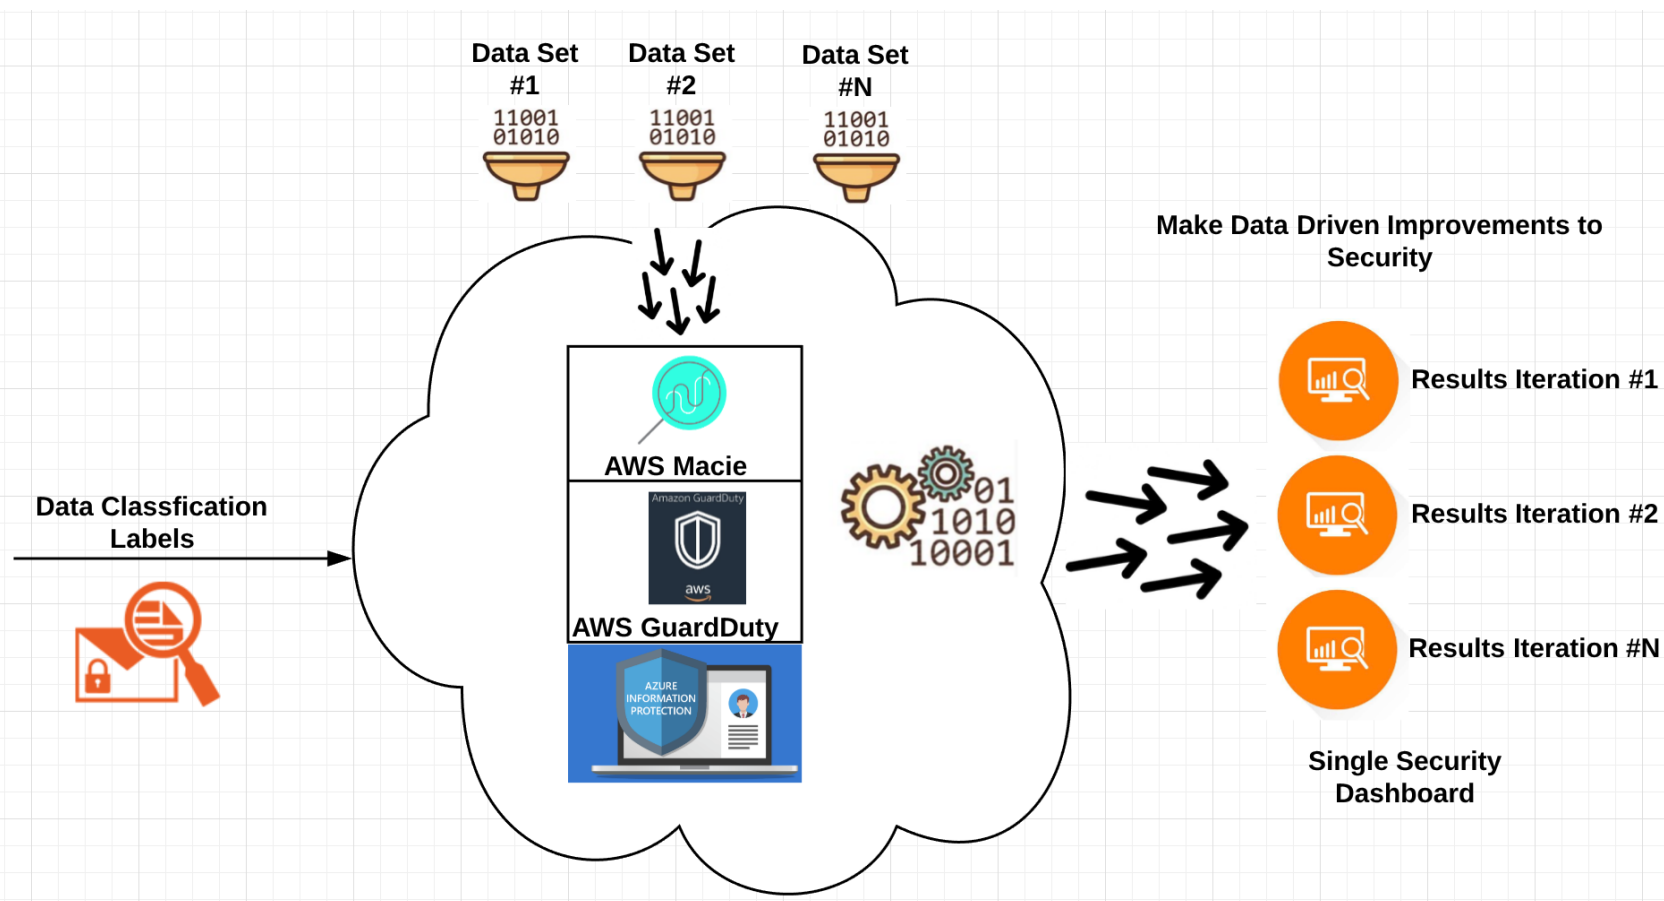 Data Set
#1
Data Set
#2
Data Set
#N
11001
01010
11001
01010
11001
01010
Make Data Driven Improvements to
Security
Results Iteration #1
AWS Macie
Data Classfication
Labels
Amazon GuardDuty
aws
AWS GuardDuty
01
1010
10001
Results Iteration #2
Results Iteration #N
AZURE
INFORMATION
PROTECTION
Single Security
Dashboard